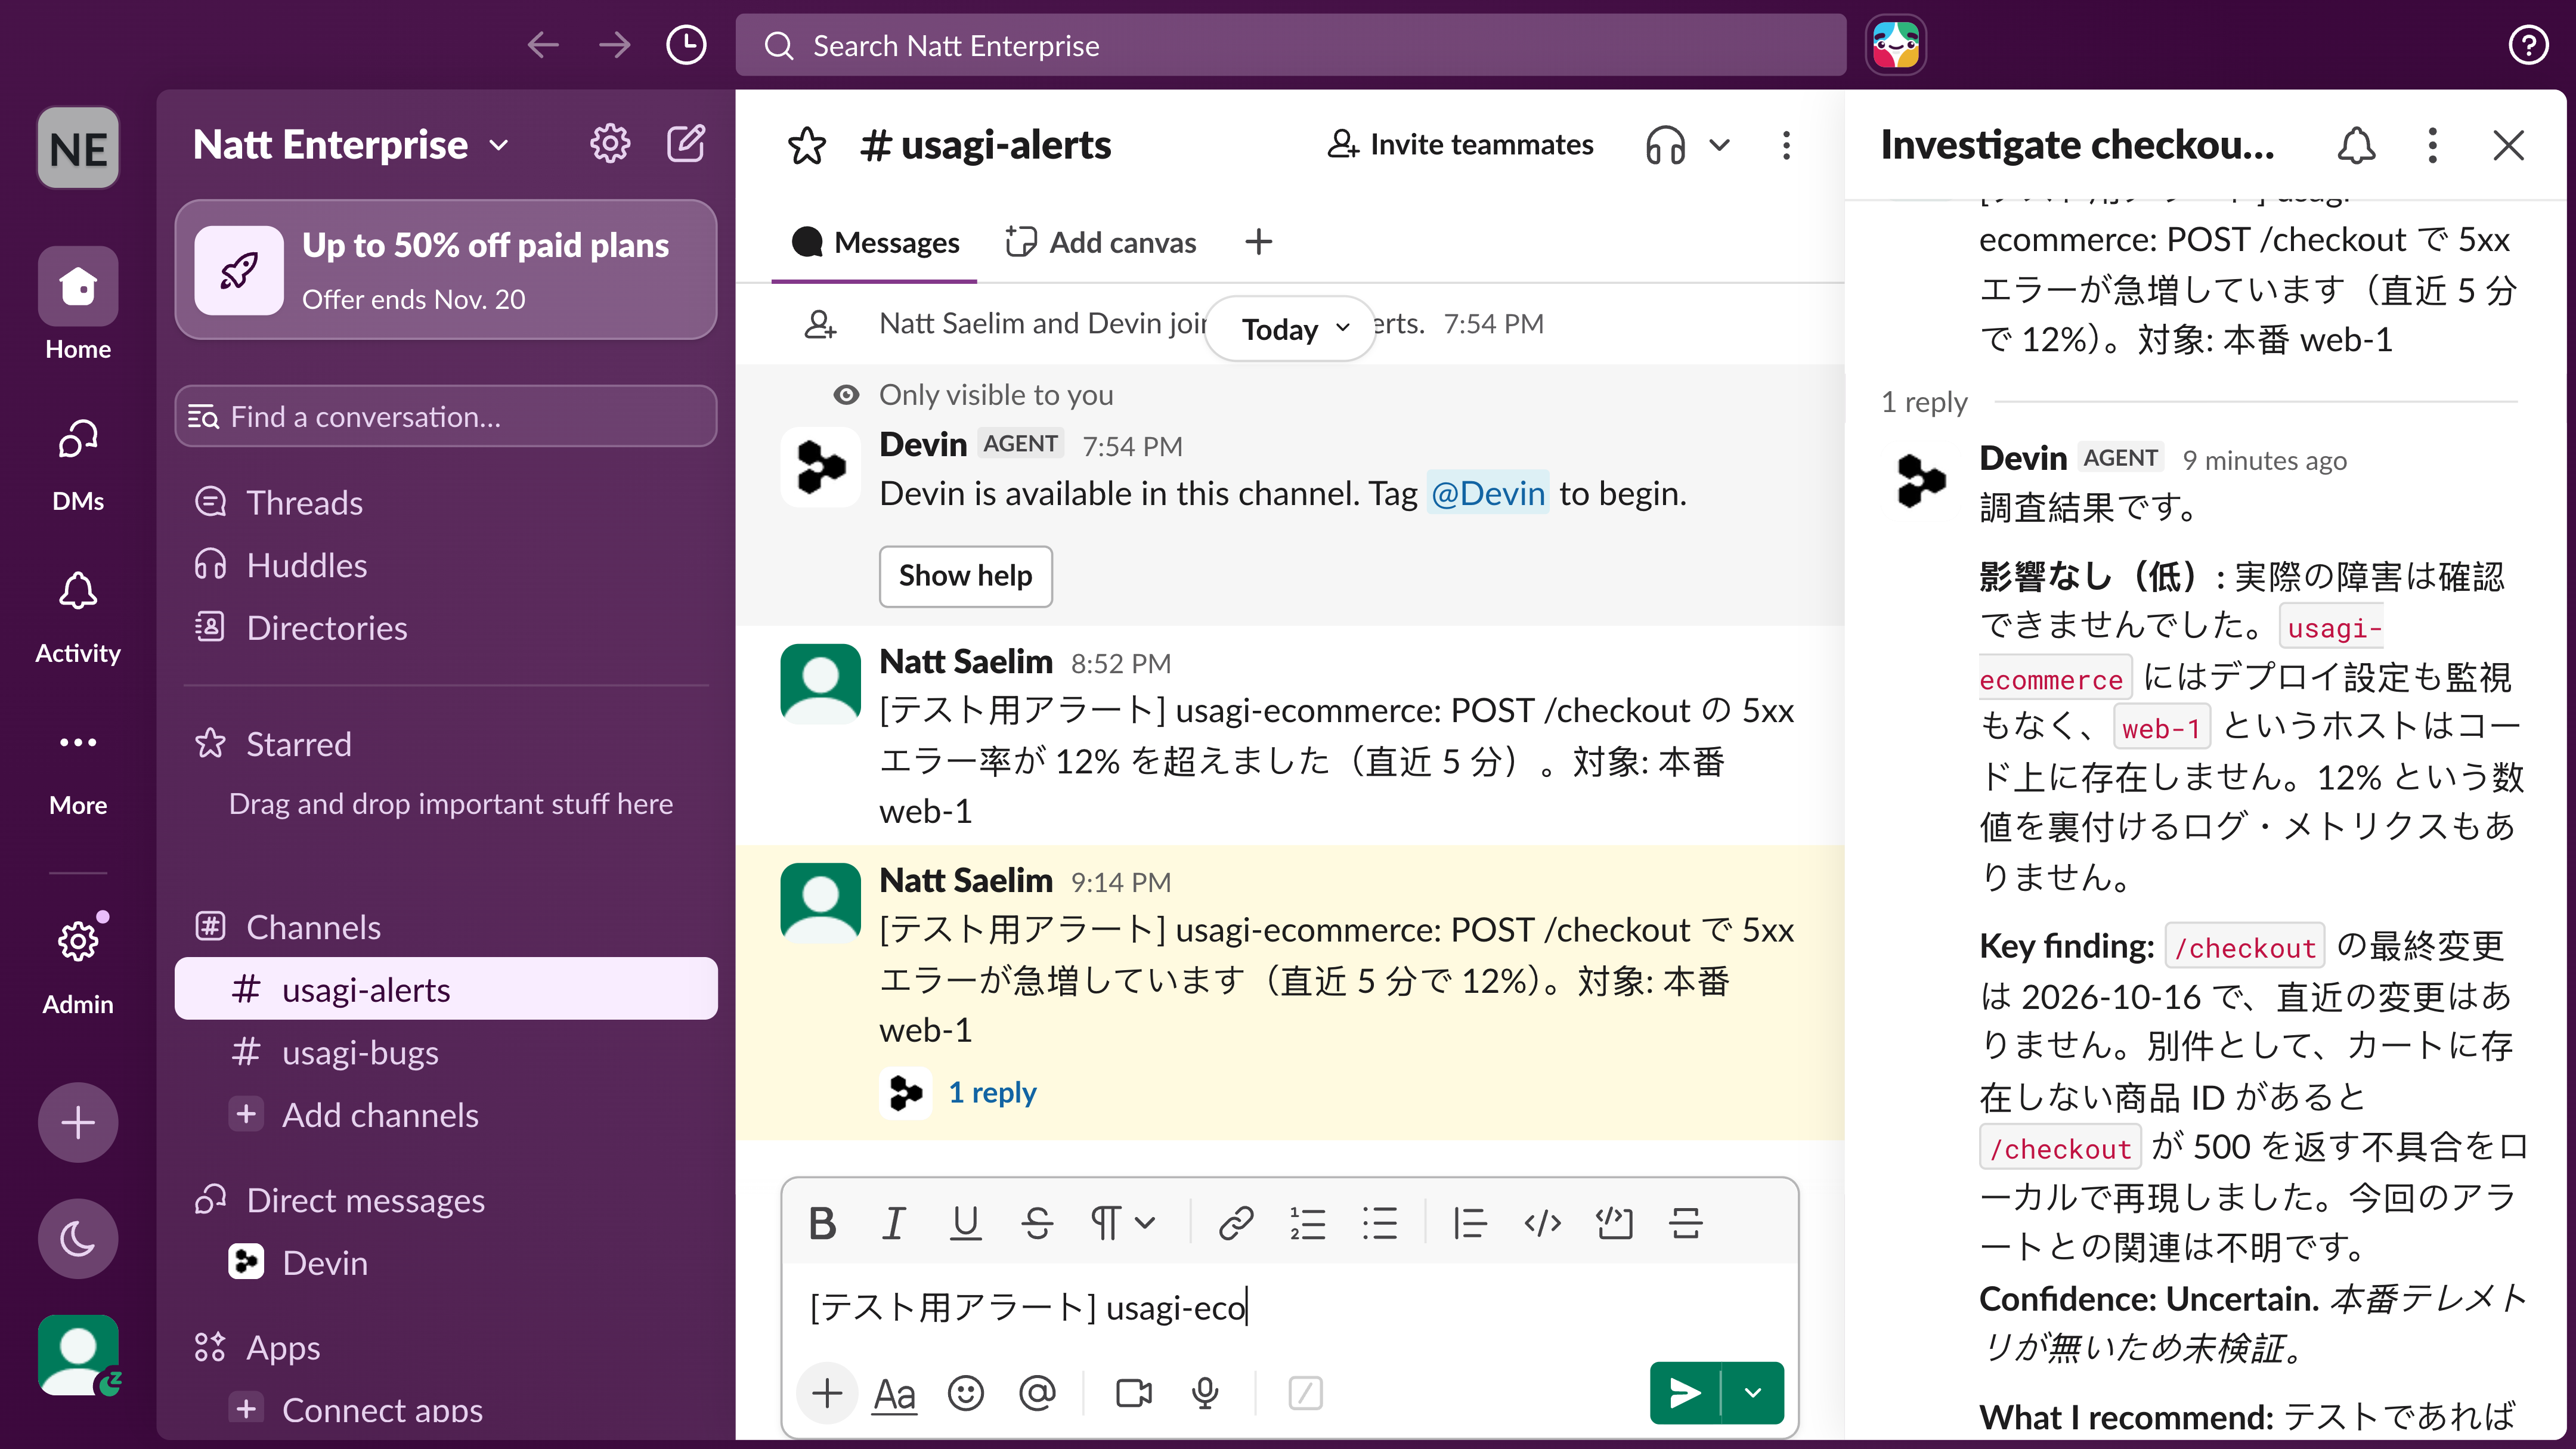 Search Natt Enterprise
NE
Home
DMs
Activity
More
Admin
Natt Enterprise
Up to 50% off paid plans
Offer ends Nov. 20
Find a conversation...
Threads
Huddles
Directories
Starred
Drag and drop important stuff here
Channels
# usagi-alerts
# usagi-bugs
+ Add channels
Direct messages
Devin
Apps
+ Connect apps
# usagi-alerts
Invite teammates
Messages
Add canvas
Natt Saelim and Devin join
Today
erts. 7:54 PM
Only visible to you
Devin AGENT 7:54 PM
Devin is available in this channel. Tag @Devin to begin.
Show help
Natt Saelim 8:52 PM
[テスト用アラート] usagi-ecommerce: POST /checkout の 5xx
エラー率が 12% を超えました（直近 5 分）。対象: 本番
web-1
Natt Saelim 9:14 PM
[テスト用アラート] usagi-ecommerce: POST /checkout で 5xx
エラーが急増しています（直近 5 分で 12%）。対象: 本番
web-1
1 reply
[テスト用アラート] usagi-eco
Aa
Investigate checkou...
ecommerce: POST /checkout で 5xx
エラーが急増しています（直近 5 分
で 12%）。対象: 本番 web-1
1 reply
Devin AGENT 9 minutes ago
調査結果です。
影響なし（低）: 実際の障害は確認
できませんでした。usagi-
ecommerce にはデプロイ設定も監視
もなく、web-1 というホストはコー
ド上に存在しません。12% という数
値を裏付けるログ・メトリクスもあ
りません。
Key finding: /checkout の最終変更
は 2026-10-16 で、直近の変更はあ
りません。別件として、カートに存
在しない商品 ID があると
/checkout が 500 を返す不具合をロ
ーカルで再現しました。今回のアラ
ートとの関連は不明です。
Confidence: Uncertain. 本番テレメト
リが無いため未検証。
What I recommend: テストであれば